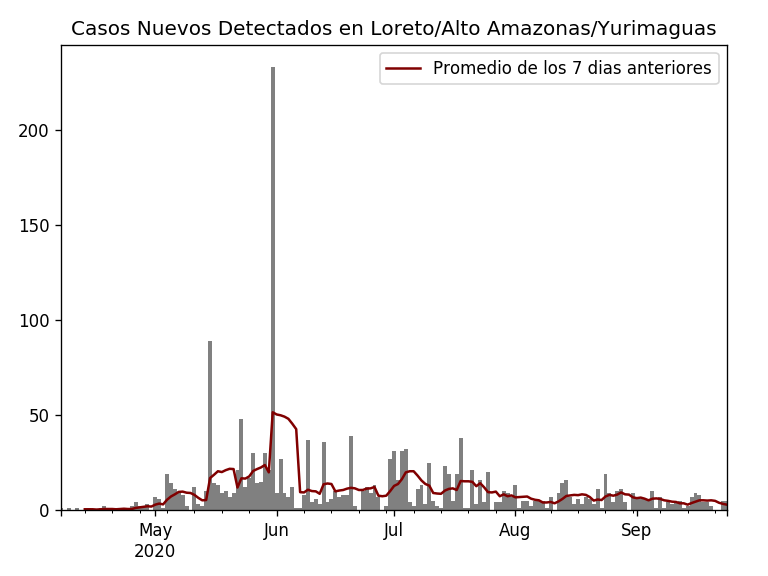 Casos Nuevos Detectados en Loreto/Alto Amazonas/Yurimaguas
Promedio de los 7 dias anteriores
200
150
100
50
0
May Jun Jul Aug Sep
2020